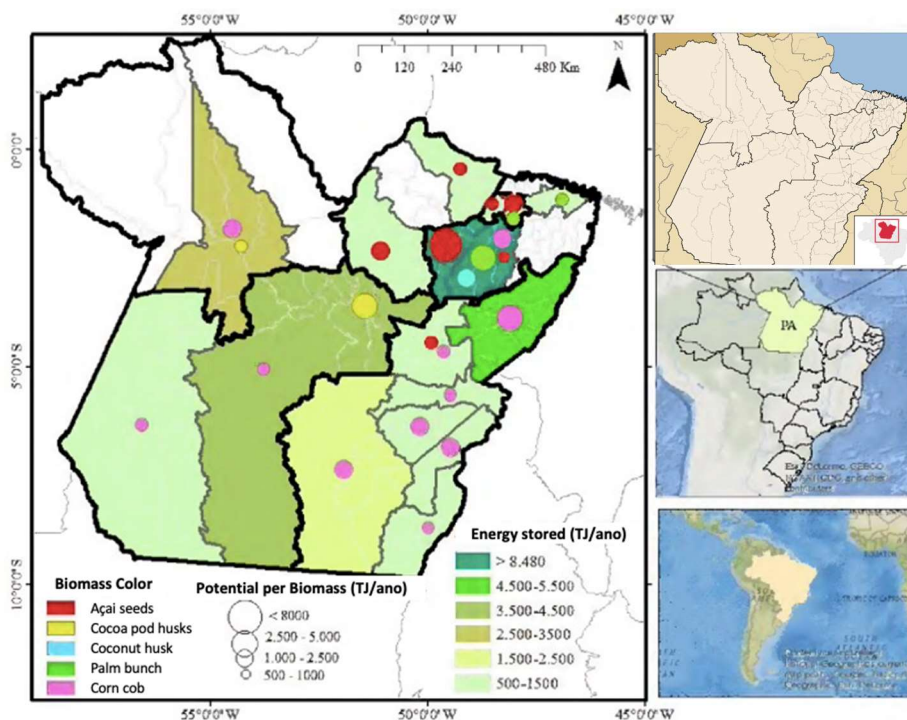 55°0'0"W
50°0'0"W
45°0'0"W
0 120 240 480 Km
N
0°0'0"
5°0'0"S
10°0'0"S
PA
Biomass Color
Açai seeds
Cocoa pod husks
Coconut husk
Palm bunch
Corn cob
Potential per Biomass (TJ/ano)
< 8000
2.500 - 5.000
1.000 - 2.500
500 - 1000
Energy stored (TJ/ano)
> 8.480
4.500-5.500
3.500-4.500
2.500-3500
1.500-2.500
500-1500
55°0'0"W
50°0'0"W
45°0'0"W